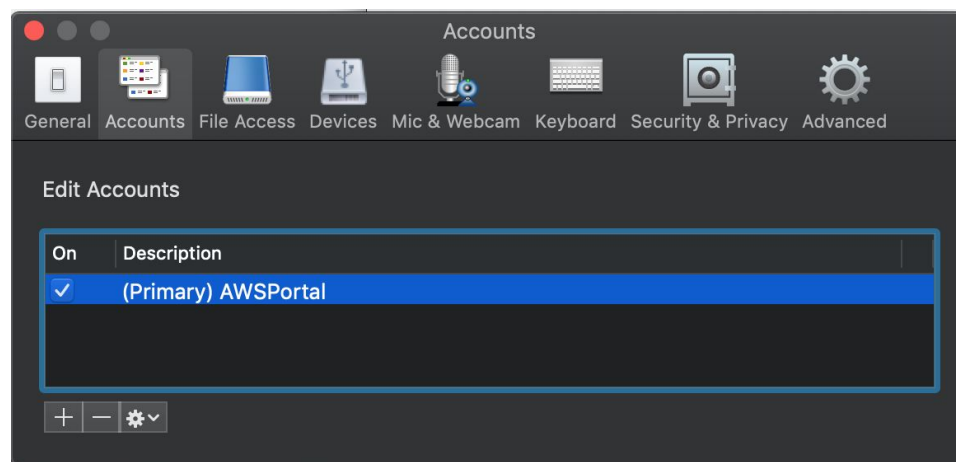 Accounts
General Accounts File Access Devices Mic & Webcam Keyboard Security & Privacy Advanced
Edit Accounts
On Description
(Primary) AWSPortal